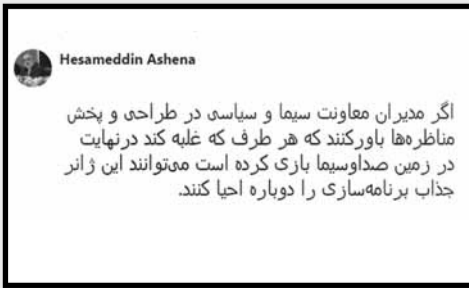 Hesameddin Ashena
اگر مدیران معاونت سیما و سیاسی در طراحی و پخش
مناظره‌ها باورکنند که هر طرف که غلبه کند درنهایت
در زمین صداوسیما بازی کرده است می‌توانند این ژانر
جذاب برنامه‌سازی را دوباره احیا کنند.